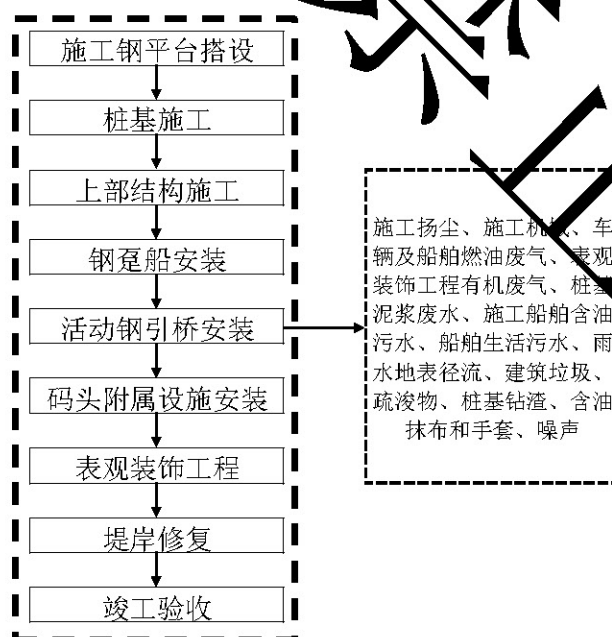 施工钢平台搭设
桩基施工
上部结构施工
钢趸船安装
活动钢引桥安装
码头附属设施安装
表观装饰工程
堤岸修复
竣工验收
施工扬尘、施工机械、车
辆及船舶燃油废气、表观
装饰工程有机废气、桩基
泥浆废水、施工船舶含油
污水、船舶生活污水、雨
水地表径流、建筑垃圾、
疏浚物、桩基钻渣、含油
抹布和手套、噪声